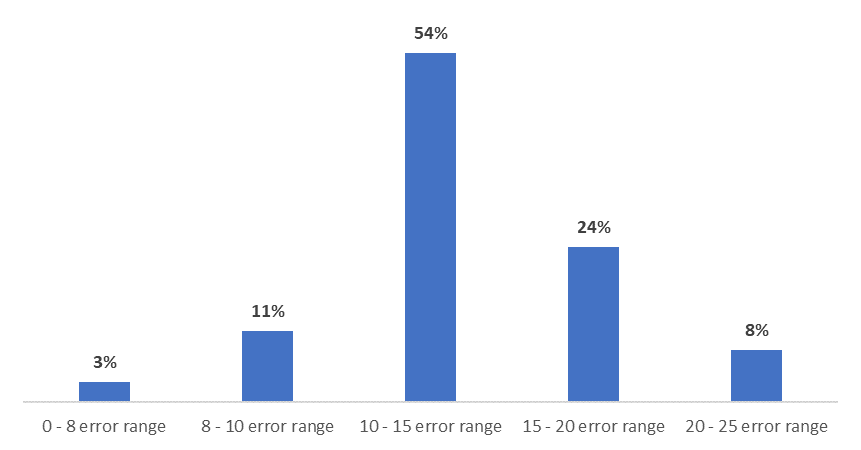 54%
24%
11%
8%
3%
0 - 8 error range
8 - 10 error range
10 - 15 error range
15 - 20 error range
20 - 25 error range